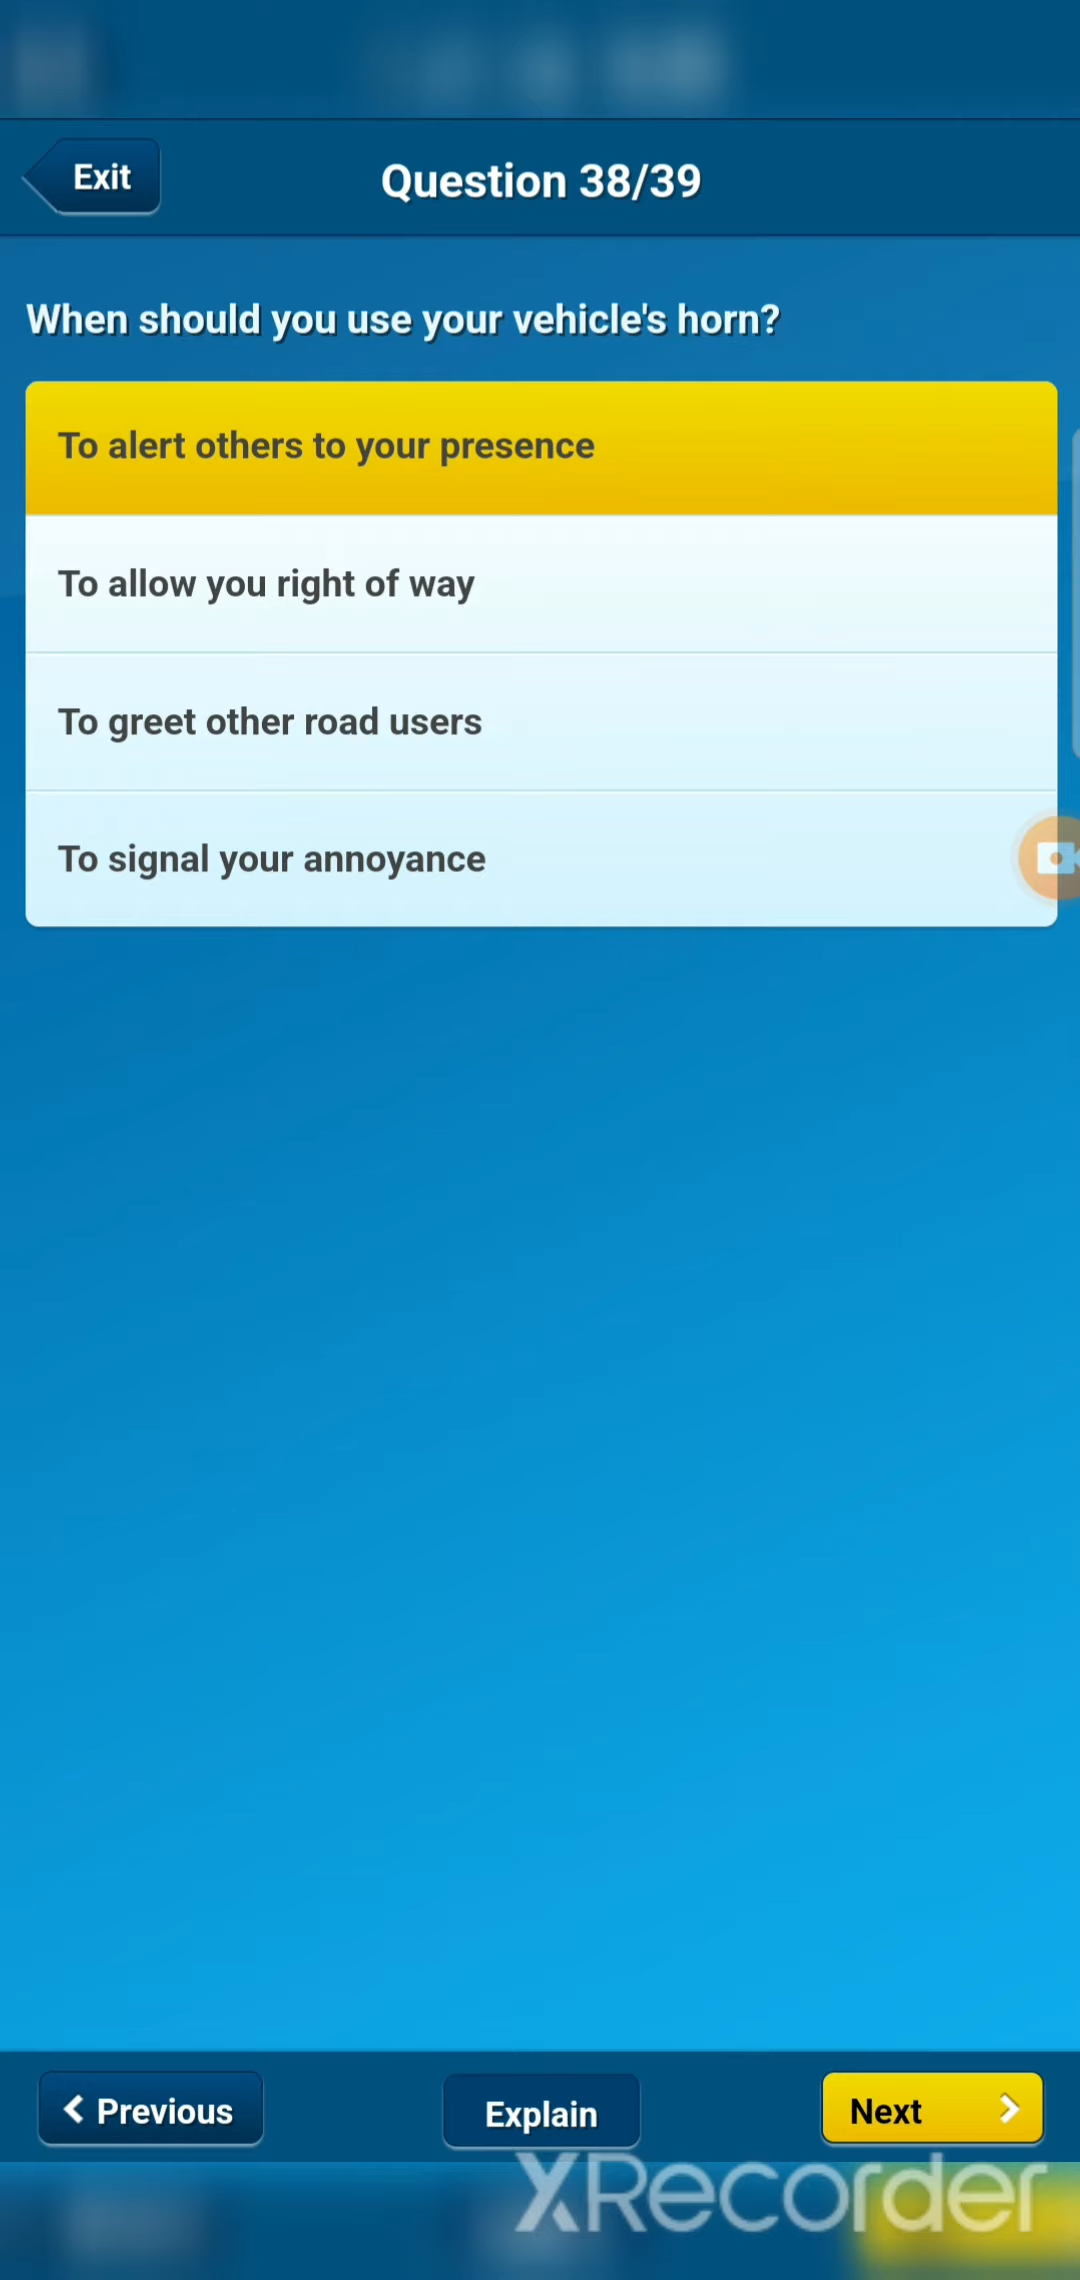 Exit
Question 38/39
When should you use your vehicle's horn?
To alert others to your presence
To allow you right of way
To greet other road users
To signal your annoyance
Previous
Explain
Next
XRecorder